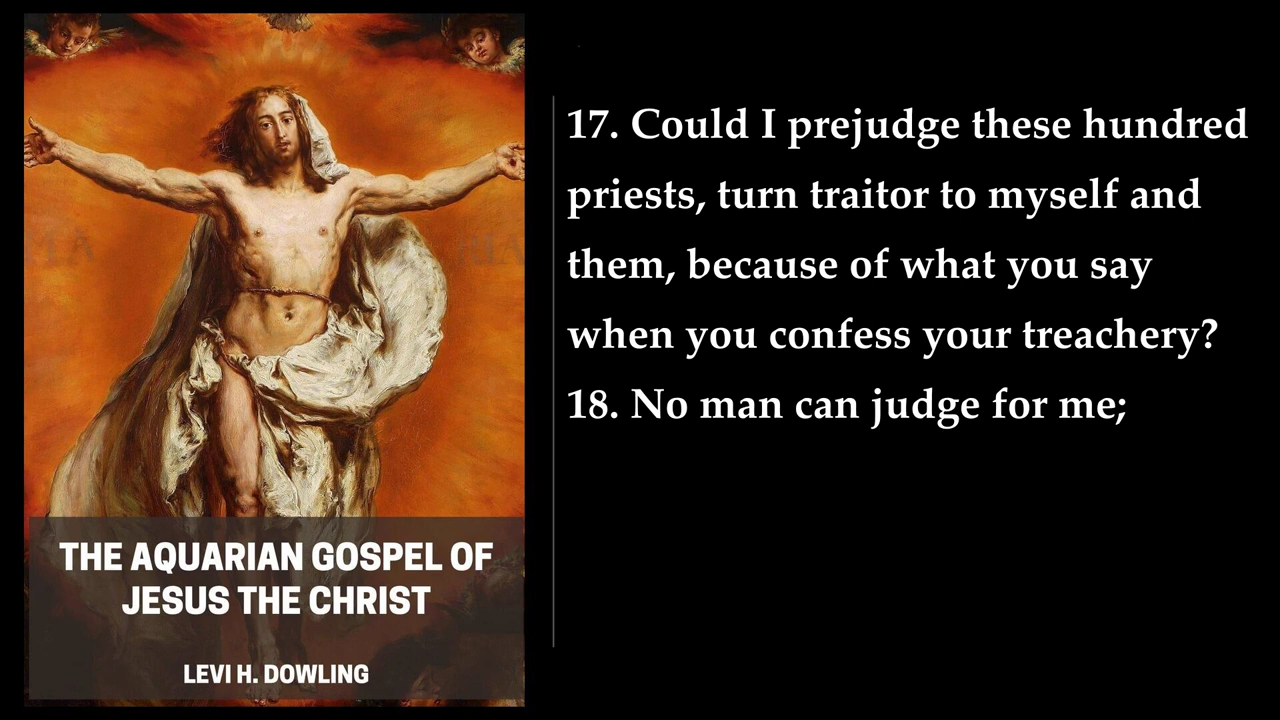 THE AQUARIAN GOSPEL OF
JESUS THE CHRIST
LEVI H. DOWLING
17. Could I prejudge these hundred
priests, turn traitor to myself and
them, because of what you say
when you confess your treachery?
18. No man can judge for me;